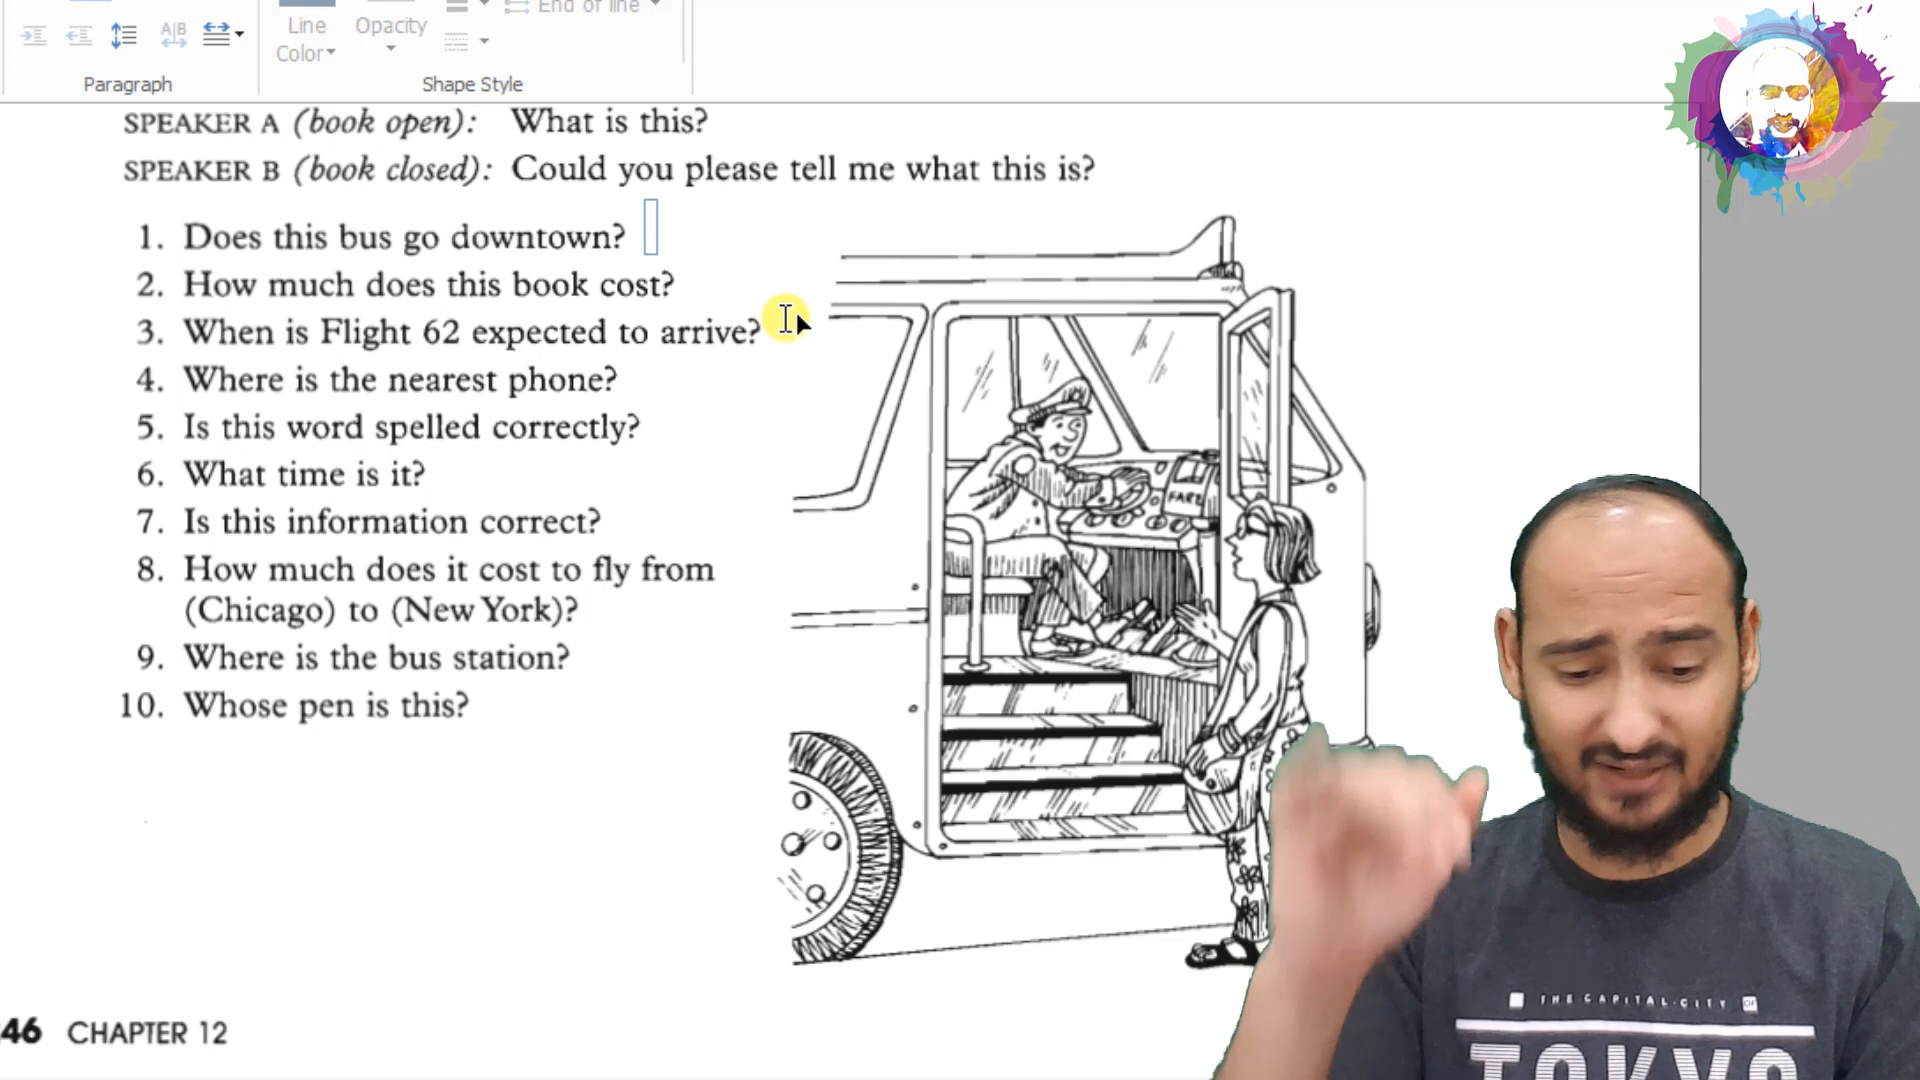 Line
Color
Opacity
End of line
Paragraph
Shape Style
SPEAKER A (book open): What is this?
SPEAKER B (book closed): Could you please tell me what this is?
1. Does this bus go downtown?
2. How much does this book cost?
3. When is Flight 62 expected to arrive?
4. Where is the nearest phone?
5. Is this word spelled correctly?
6. What time is it?
7. Is this information correct?
8. How much does it cost to fly from
(Chicago) to (New York)?
9. Where is the bus station?
10. Whose pen is this?
FARE
46 CHAPTER 12
THE CAPITAL CITY OF
TOKYO